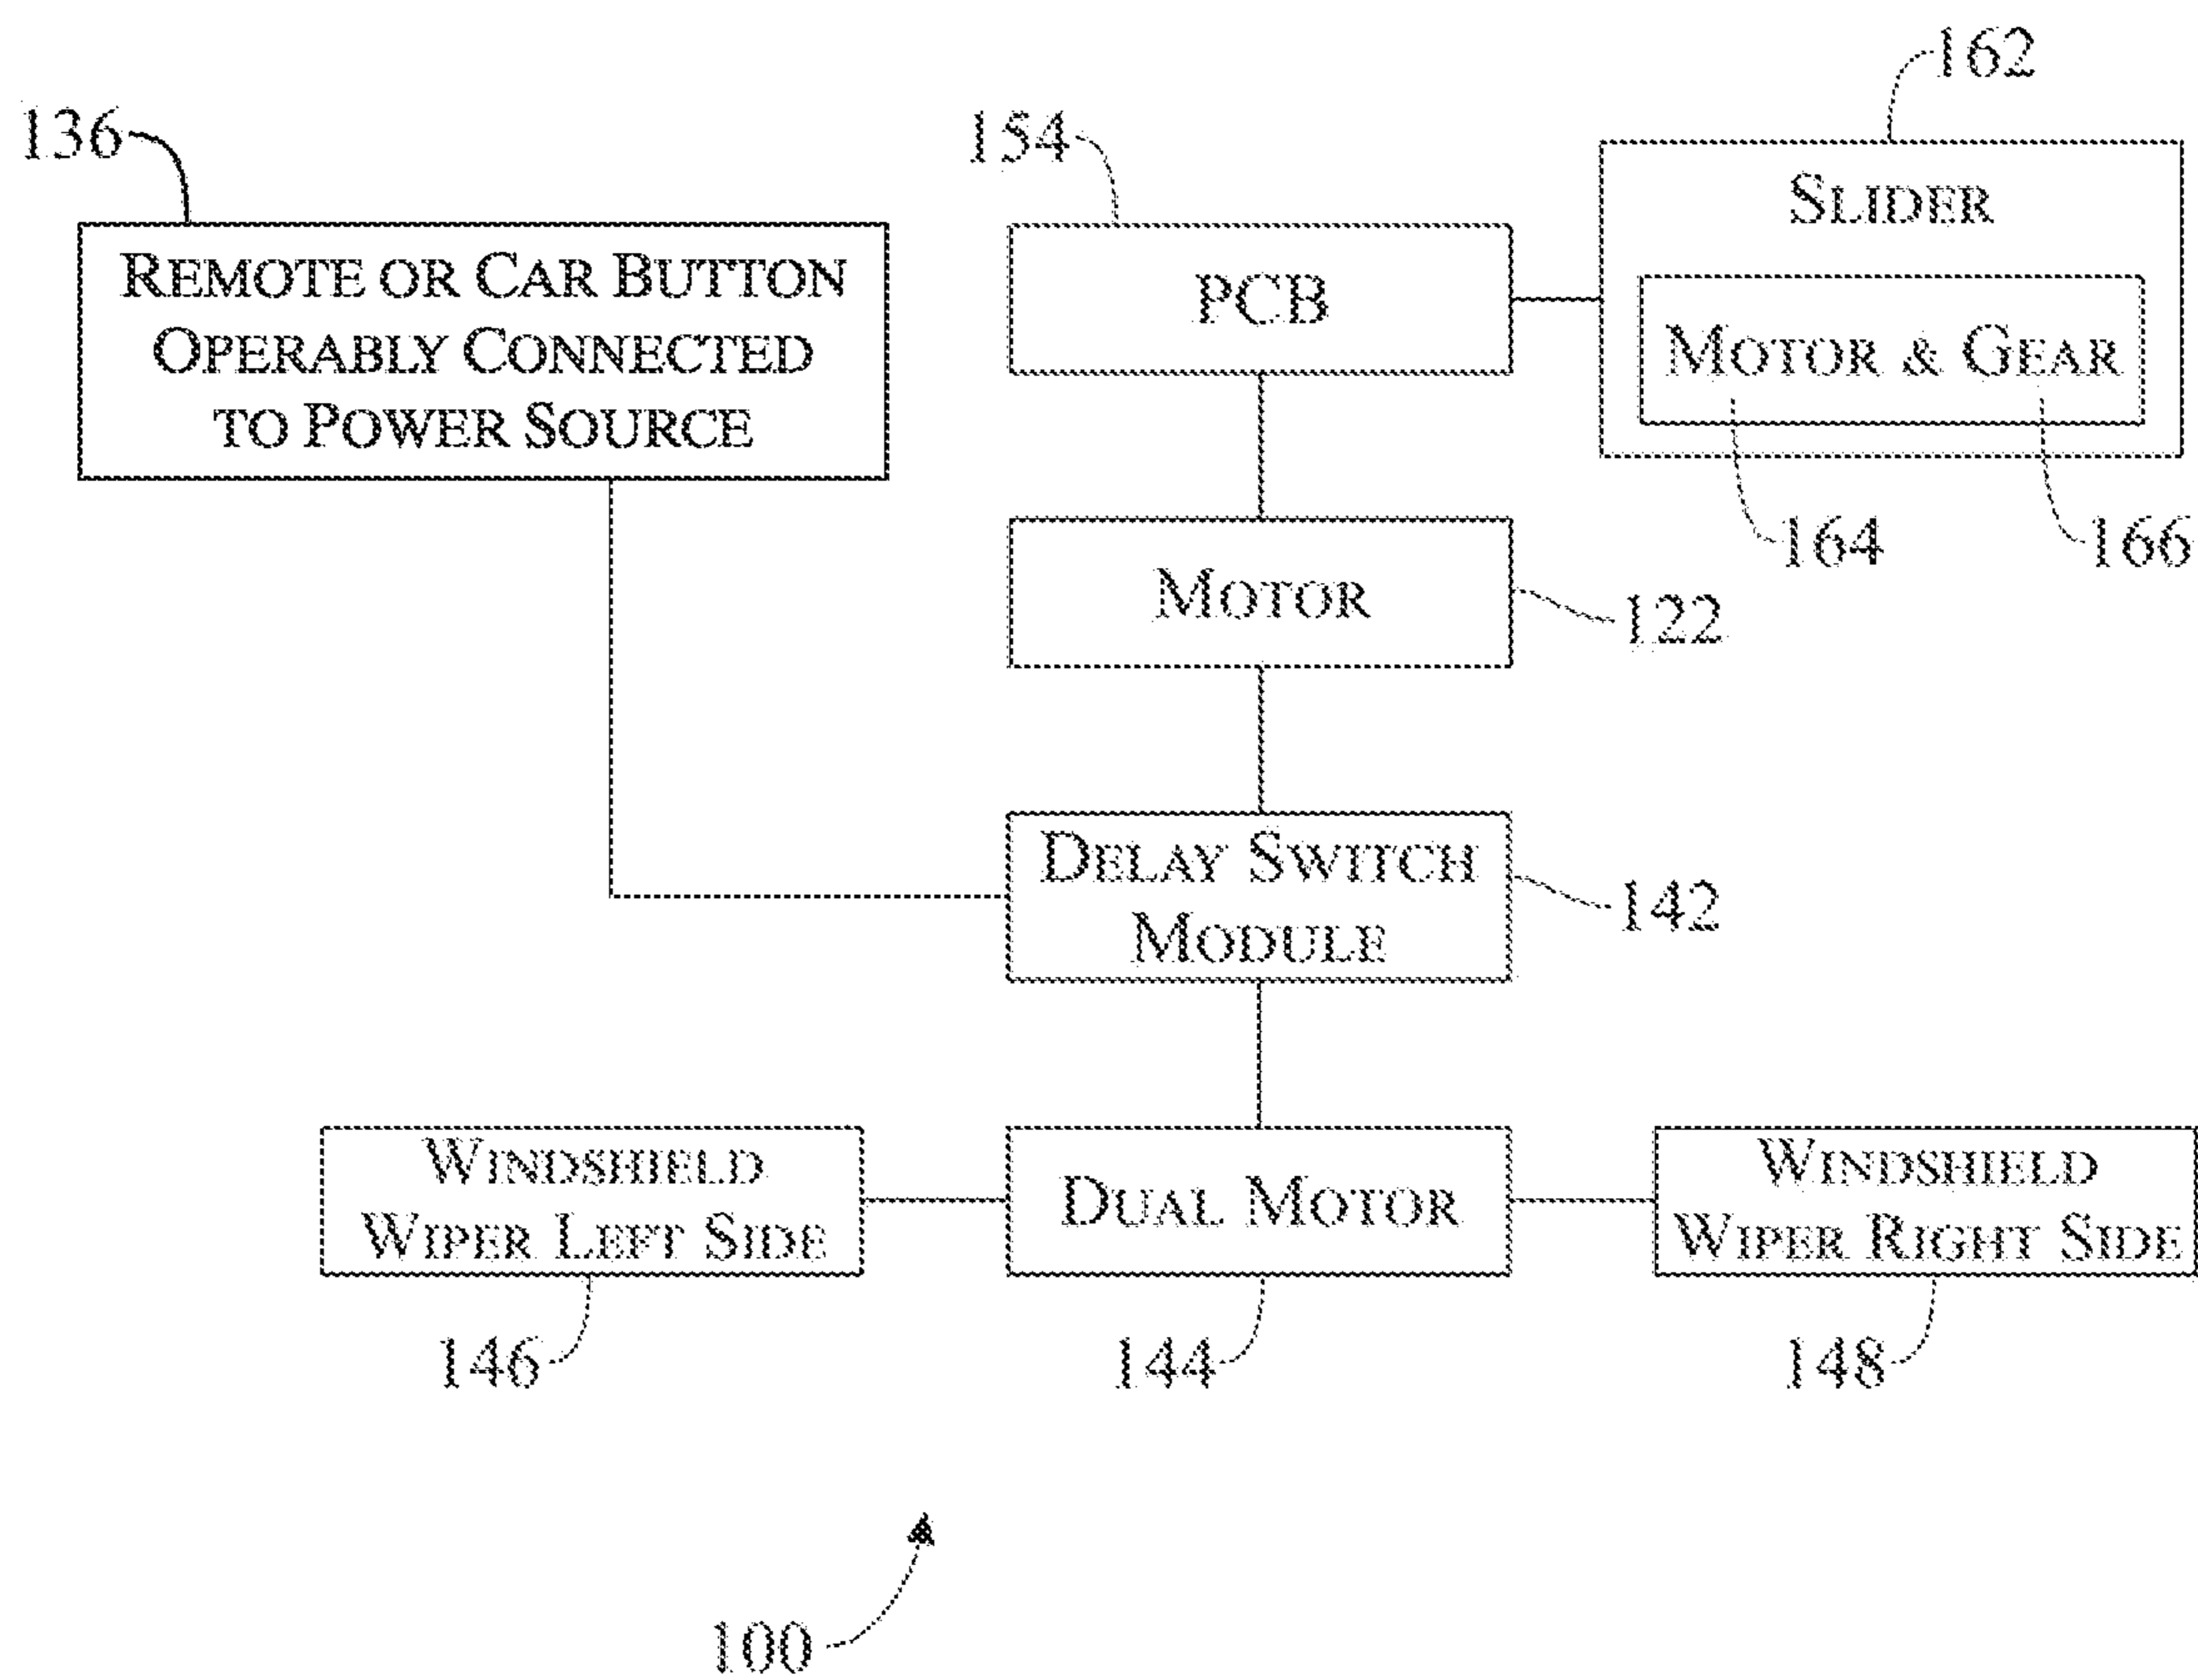 162
136
154
SLIDER
REMOTE OR CAR BUTTON
OPERABLY CONNECTED
TO POWER SOURCE
PCB
MOTOR & GEAR
164
166
MOTOR
122
DELAY SWITCH
MODULE
142
WINDSHIELD
WIPER LEFT SIDE
DUAL MOTOR
WINDSHIELD
WIPER RIGHT SIDE
146
144
148
100